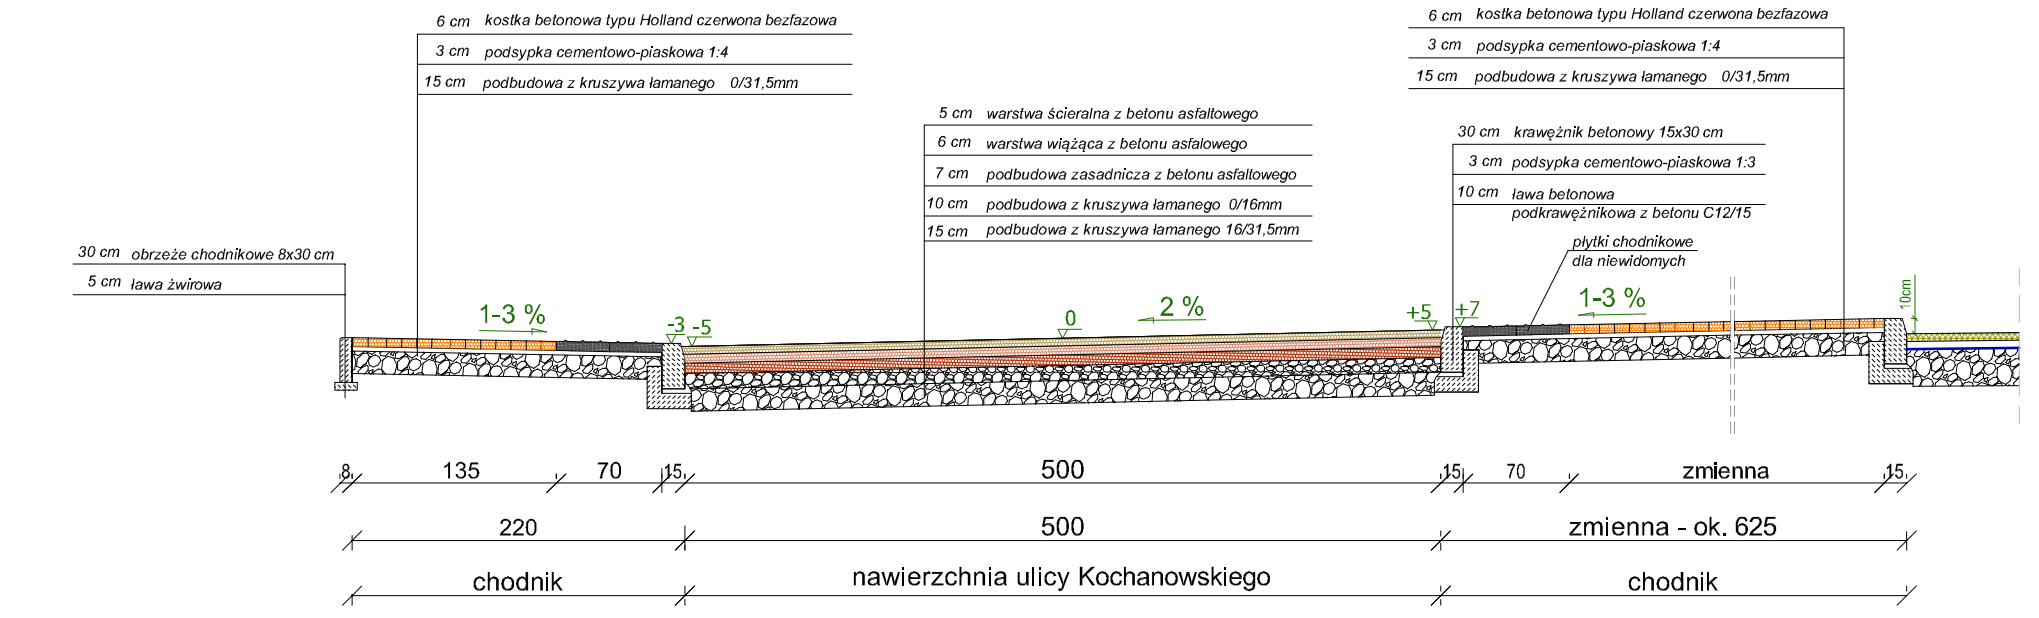 6 cm kostka betonowa typu Holland czerwona bezfazowa
3 cm podsypka cementowo-piaskowa 1:4
15 cm podbudowa z kruszywa łamanego 0/31,5mm
6 cm kostka betonowa typu Holland czerwona bezfazowa
3 cm podsypka cementowo-piaskowa 1:4
15 cm podbudowa z kruszywa łamanego 0/31,5mm
5 cm warstwa ścieralna z betonu asfaltowego
6 cm warstwa wiążąca z betonu asfalowego
7 cm podbudowa zasadnicza z betonu asfaltowego
10 cm podbudowa z kruszywa łamanego 0/16mm
15 cm podbudowa z kruszywa łamanego 16/31,5mm
30 cm krawężnik betonowy 15x30 cm
3 cm podsypka cementowo-piaskowa 1:3
10 cm ława betonowa
podkrawężnikowa z betonu C12/15
płytki chodnikowe
dla niewidomych
30 cm obrzeże chodnikowe 8x30 cm
5 cm ława żwirowa
1-3 %
-3
-5
0
2 %
+5
+7
1-3 %
10cm
8 135 70 15 500 15 70 zmienna 15
220 500 zmienna - ok. 625
chodnik nawierzchnia ulicy Kochanowskiego chodnik